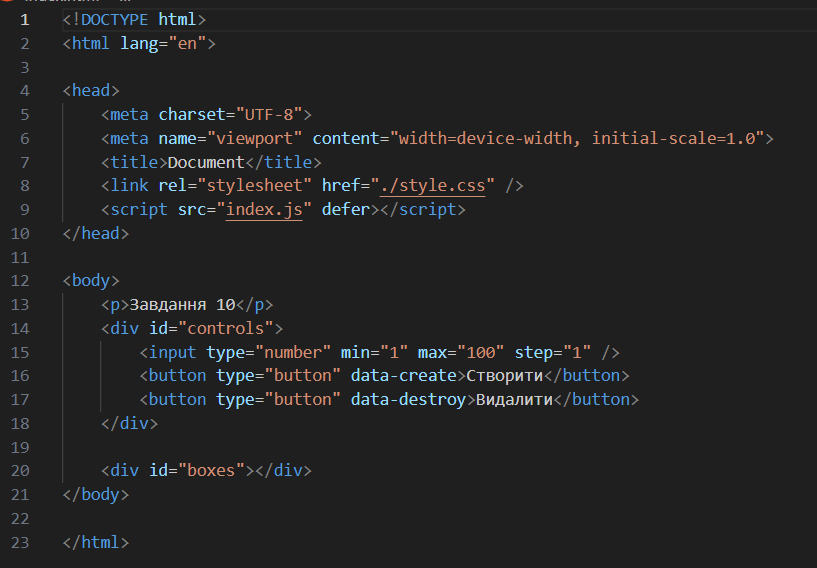 1 <!DOCTYPE html>
2 <html lang="en">
3
4 <head>
5     <meta charset="UTF-8">
6     <meta name="viewport" content="width=device-width, initial-scale=1.0">
7     <title>Document</title>
8     <link rel="stylesheet" href="./style.css" />
9     <script src="index.js" defer></script>
10 </head>
11
12 <body>
13     <p>Завдання 10</p>
14     <div id="controls">
15         <input type="number" min="1" max="100" step="1" />
16         <button type="button" data-create>Створити</button>
17         <button type="button" data-destroy>Видалити</button>
18     </div>
19
20     <div id="boxes"></div>
21 </body>
22
23 </html>